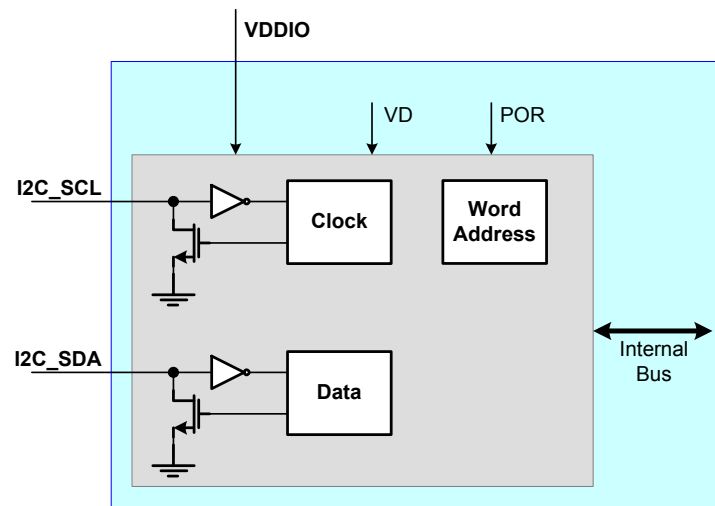 VDDIO
VD
POR
I2C_SCL
Clock
Word
Address
I2C_SDA
Data
Internal
Bus